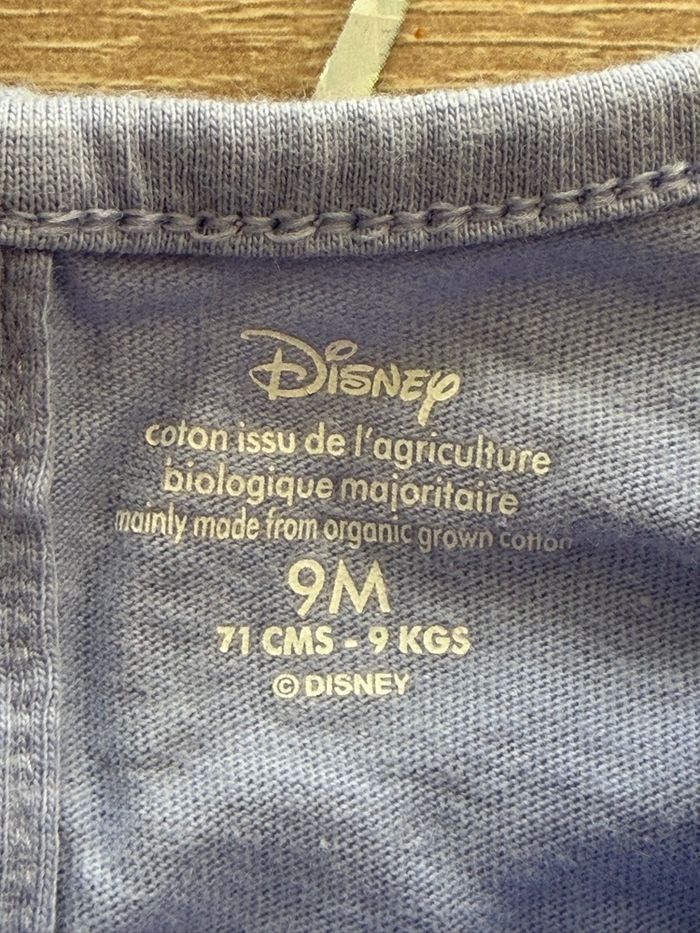 Disney
coton issu de l'agriculture
biologique majoritaire
mainly made from organic grown cotton
9M
71 CMS - 9 KGS
© DISNEY